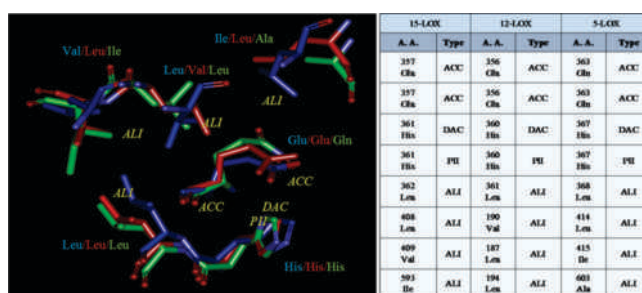 Val/Leu/Ile
Ile/Leu/Ala
Leu/Val/Leu
ALI
ALI
ALI
Glu/Glu/Gln
ACC
ALI
ACC
DAC
PII
Leu/Leu/Leu
His/His/His
15-LOX 12-LOX 5-LOX
A. A. Type A. A. Type A. A. Type
357 Glu ACC 356 Glu ACC 363 Gln ACC
357 Glu ACC 356 Glu ACC 363 Gln ACC
361 His DAC 360 His DAC 367 His DAC
361 His PII 360 His PII 367 His PII
362 Leu ALI 361 Leu ALI 368 Leu ALI
408 Leu ALI 190 Val ALI 414 Leu ALI
409 Val ALI 187 Leu ALI 415 Ile ALI
593 Ile ALI 194 Leu ALI 603 Ala ALI